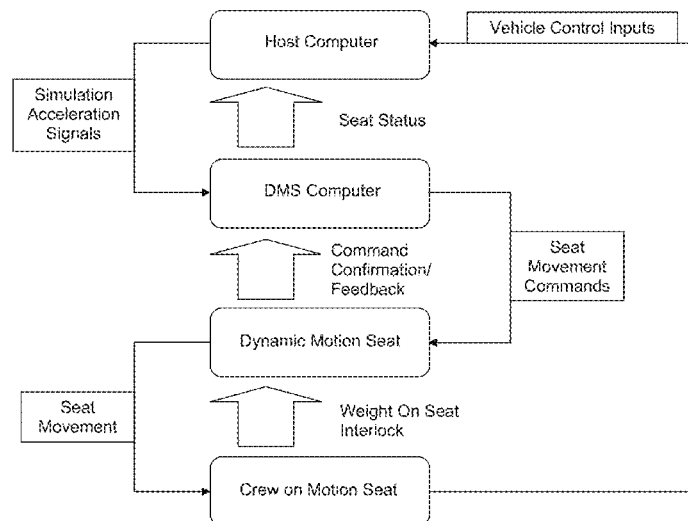 Host Computer
Vehicle Control Inputs
Simulation
Acceleration
Signals
Seat Status
DMS Computer
Command
Confirmation/
Feedback
Seat
Movement
Commands
Dynamic Motion Seat
Seat
Movement
Weight On Seat
Interlock
Crew on Motion Seat